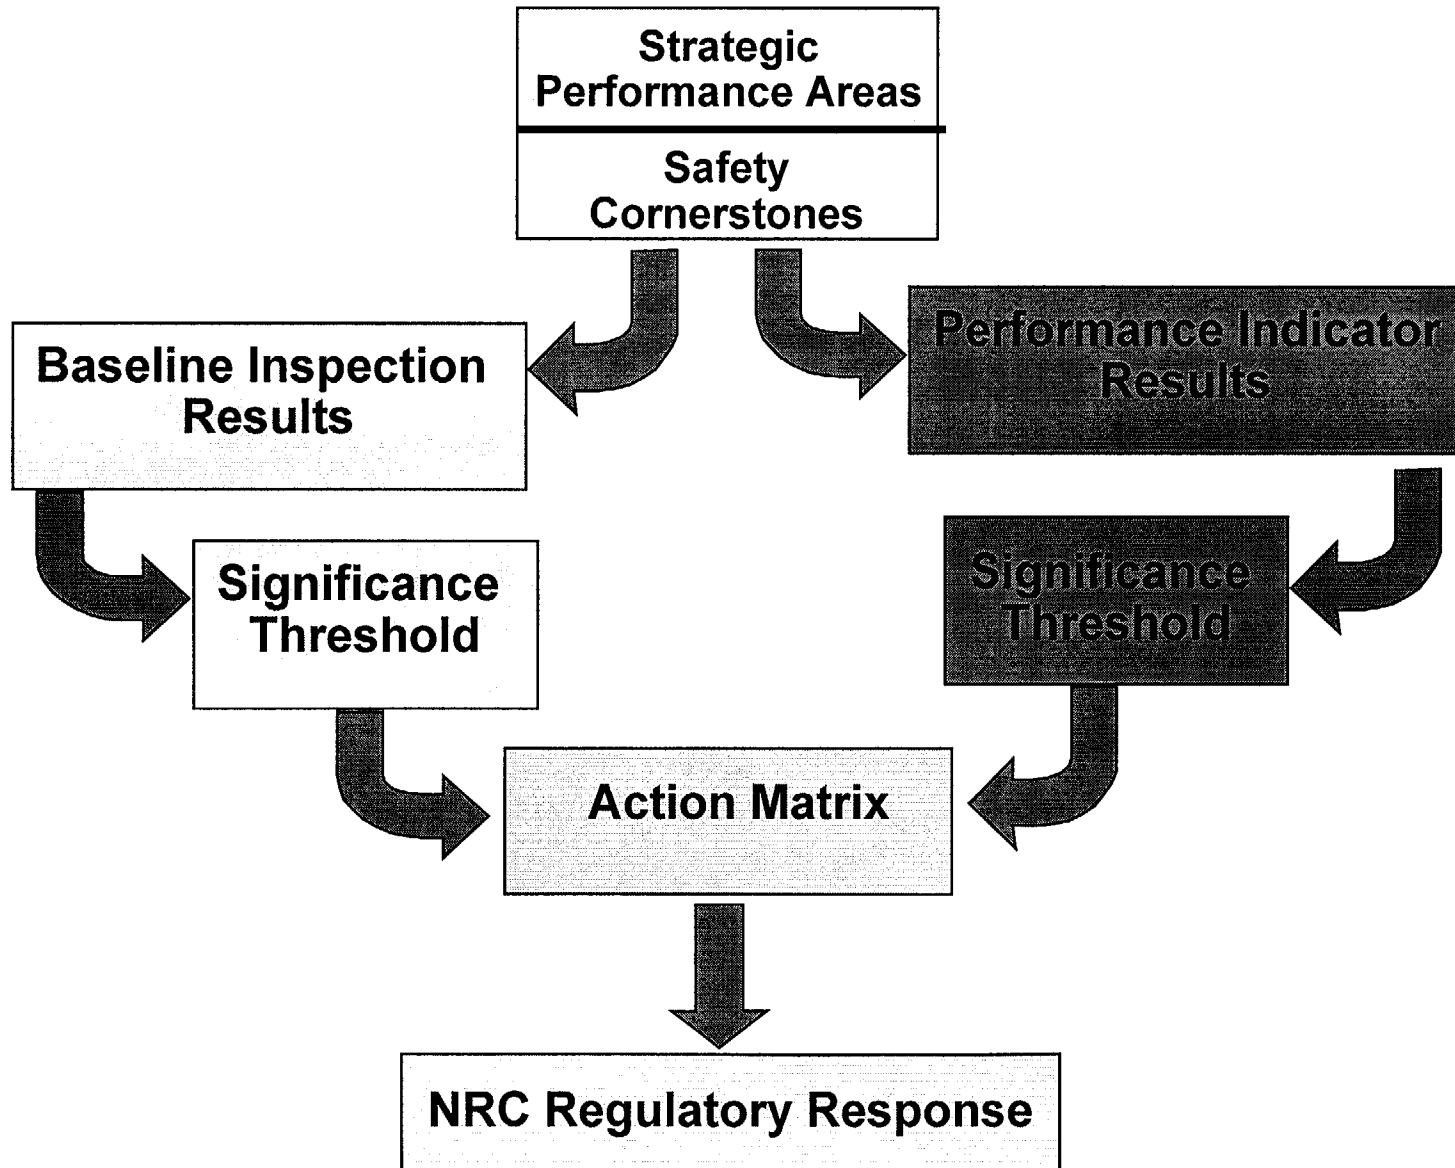 Strategic
Performance Areas
Safety
Cornerstones
Baseline Inspection
Results
Performance Indicator
Results
Significance
Threshold
Significance
Threshold
Action Matrix
NRC Regulatory Response